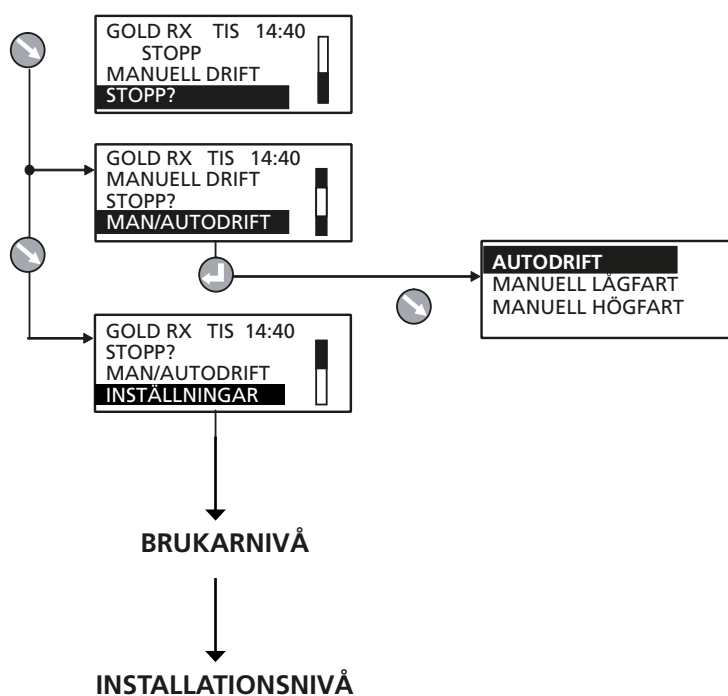 GOLD RX TIS 14:40
STOPP
MANUELL DRIFT
STOPP?
GOLD RX TIS 14:40
MANUELL DRIFT
STOPP?
MAN/AUTODRIFT
AUTODRIFT
MANUELL LÅGFART
MANUELL HÖGFART
GOLD RX TIS 14:40
STOPP?
MAN/AUTODRIFT
INSTÄLLNINGAR
BRUKARNIVÅ
INSTALLATIONSNIVÅ